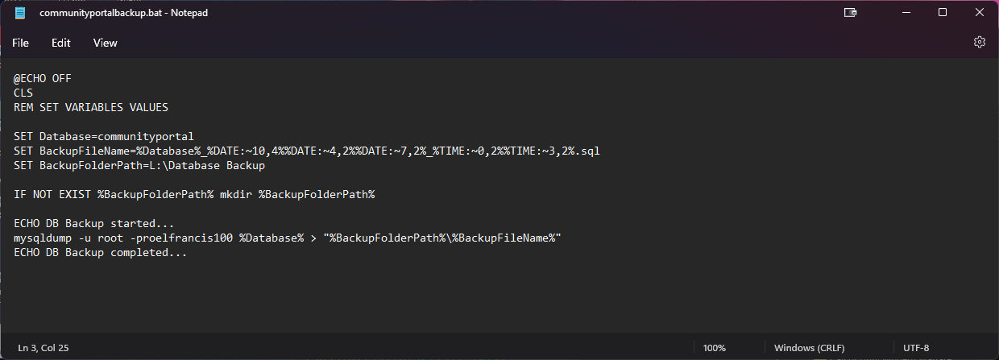 communityportalbackup.bat - Notepad
File Edit View
@ECHO OFF
CLS
REM SET VARIABLES VALUES
SET Database=communityportal
SET BackupFileName=%Database%_%DATE:~10,4%%DATE:~4,2%%DATE:~7,2%_%TIME:~0,2%%TIME:~3,2%.sql
SET BackupFolderPath=L:\Database Backup
IF NOT EXIST %BackupFolderPath% mkdir %BackupFolderPath%
ECHO DB Backup started...
mysqldump -u root -proelfrancis100 %Database% > "%BackupFolderPath%\%BackupFileName%"
ECHO DB Backup completed...
Ln 3, Col 25 100% Windows (CRLF) UTF-8